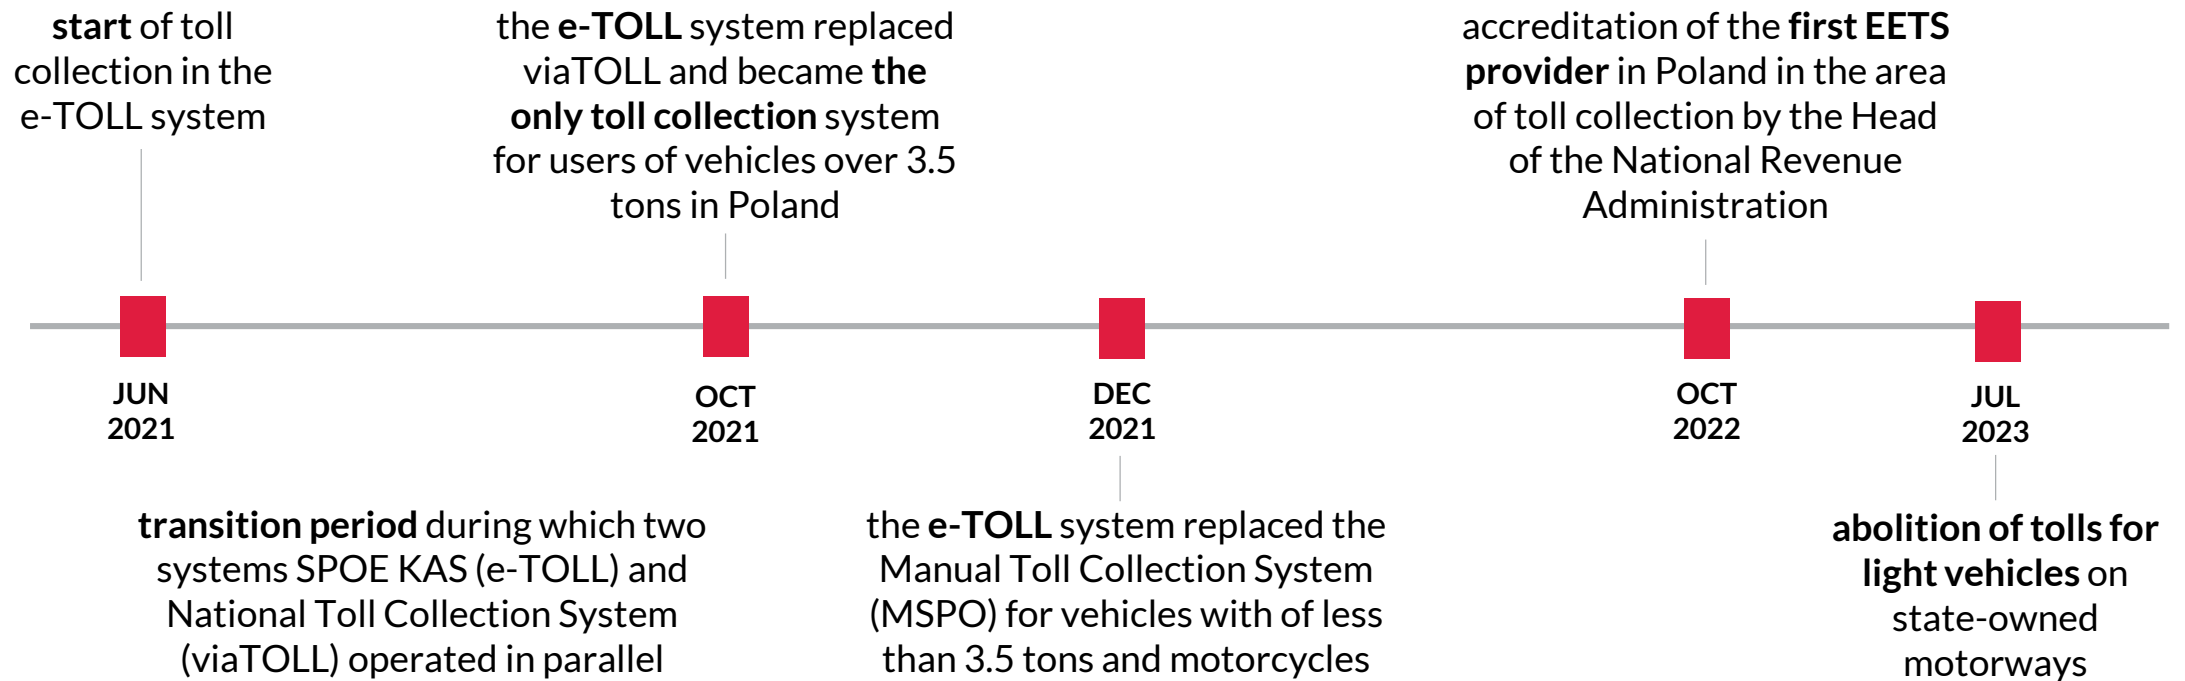 start of toll
collection in the
e-TOLL system
the e-TOLL system replaced
viaTOLL and became the
only toll collection system
for users of vehicles over 3.5
tons in Poland
accreditation of the first EETS
provider in Poland in the area
of toll collection by the Head
of the National Revenue
Administration
JUN
2021
OCT
2021
DEC
2021
OCT
2022
JUL
2023
transition period during which two
systems SPOE KAS (e-TOLL) and
National Toll Collection System
(viaTOLL) operated in parallel
the e-TOLL system replaced the
Manual Toll Collection System
(MSPO) for vehicles with of less
than 3.5 tons and motorcycles
abolition of tolls for
light vehicles on
state-owned
motorways